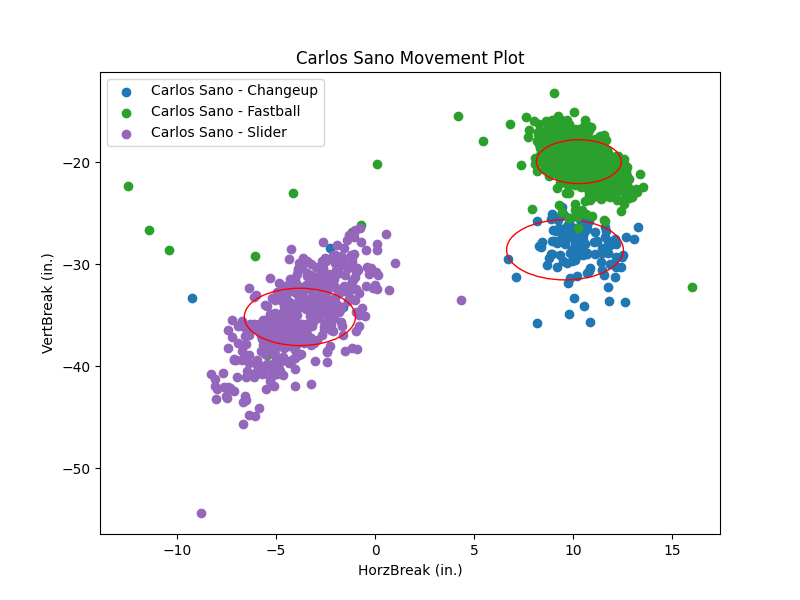 Carlos Sano Movement Plot
Carlos Sano - Changeup
Carlos Sano - Fastball
Carlos Sano - Slider
VertBreak (in.)
−20
−30
−40
−50
−10
−5
0
5
10
15
HorzBreak (in.)